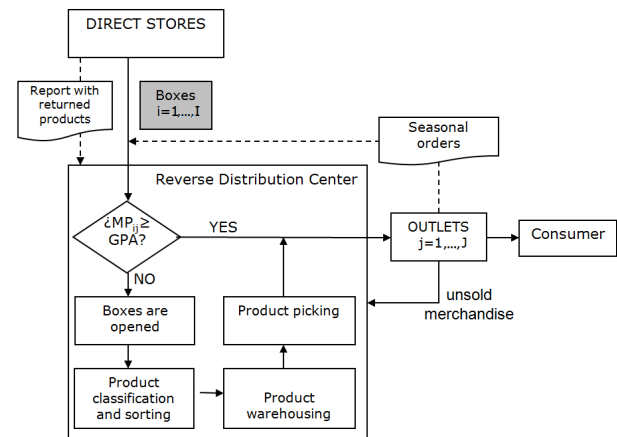 DIRECT STORES
Report with
returned
products
Boxes
i=1,...,I
Seasonal
orders
Reverse Distribution Center
¿MPij≥
GPA?
YES
OUTLETS
j=1,...,J
Consumer
NO
unsold
merchandise
Boxes are
opened
Product picking
Product
classification
and sorting
Product
warehousing